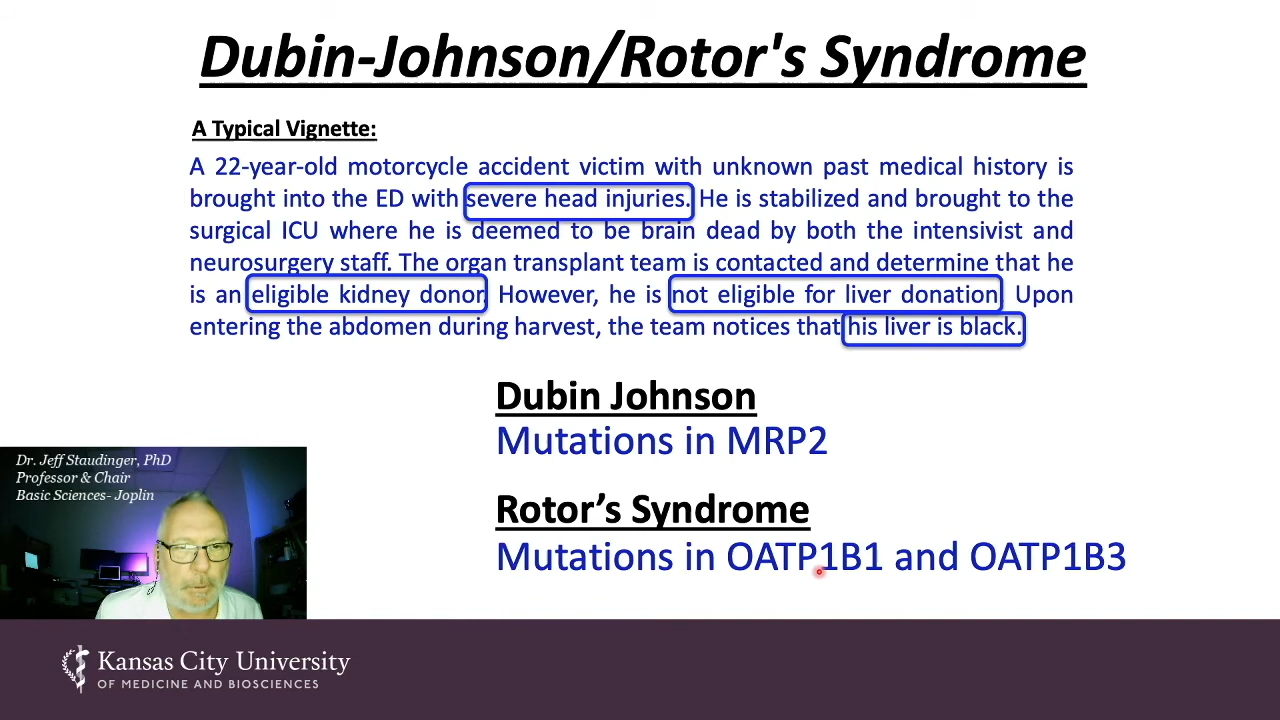 Dubin-Johnson/Rotor's Syndrome
A Typical Vignette:
A 22-year-old motorcycle accident victim with unknown past medical history is
brought into the ED with severe head injuries. He is stabilized and brought to the
surgical ICU where he is deemed to be brain dead by both the intensivist and
neurosurgery staff. The organ transplant team is contacted and determine that he
is an eligible kidney donor. However, he is not eligible for liver donation. Upon
entering the abdomen during harvest, the team notices that his liver is black.
Dubin Johnson
Mutations in MRP2
Rotor’s Syndrome
Mutations in OATP1B1 and OATP1B3
Dr. Jeff Staudinger, PhD
Professor & Chair
Basic Sciences- Joplin
Kansas City University
OF MEDICINE AND BIOSCIENCES